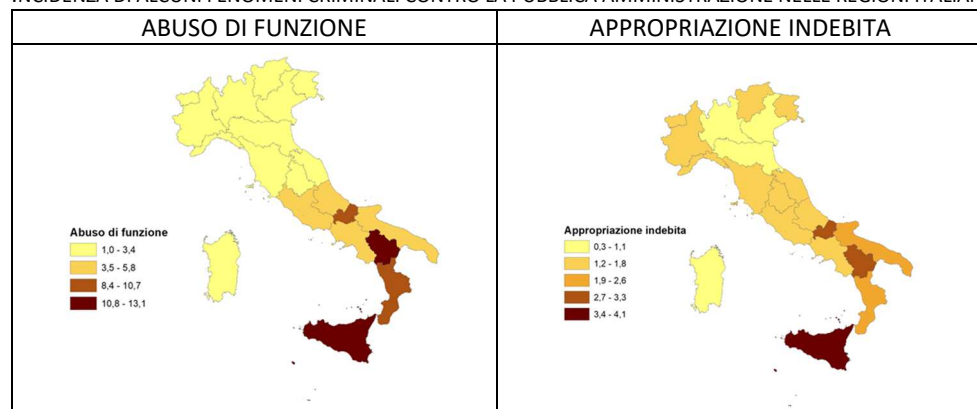 INCIDENZA DI ALCUNI FENOMENI CRIMINALI CONTRO LA PUBBLICA AMMINISTRAZIONE NELLE REGIONI
ABUSO DI FUNZIONE
APPROPRIAZIONE INDEBITA
Abuso di funzione
1,0 - 3,4
3,5 - 5,8
8,4 - 10,7
10,8 - 13,1
Appropriazione indebita
0,3 - 1,1
1,2 - 1,8
1,9 - 2,6
2,7 - 3,3
3,4 - 4,1